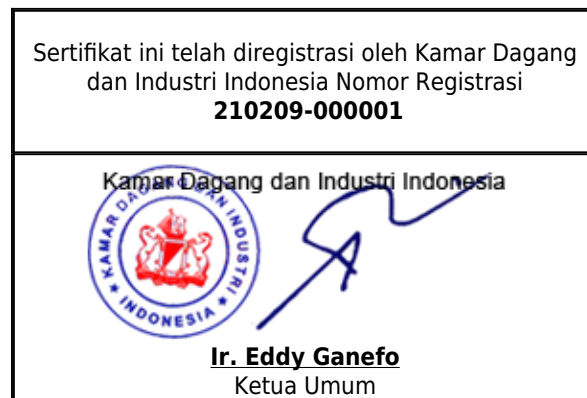 Sertifikat ini telah diregistrasi oleh Kamar Dagang
dan Industri Indonesia Nomor Registrasi
210209-000001
Kamar Dagang dan Industri Indonesia
KAMAR DAGANG DAN INDUSTRI
INDONESIA
Ir. Eddy Ganefo
Ketua Umum